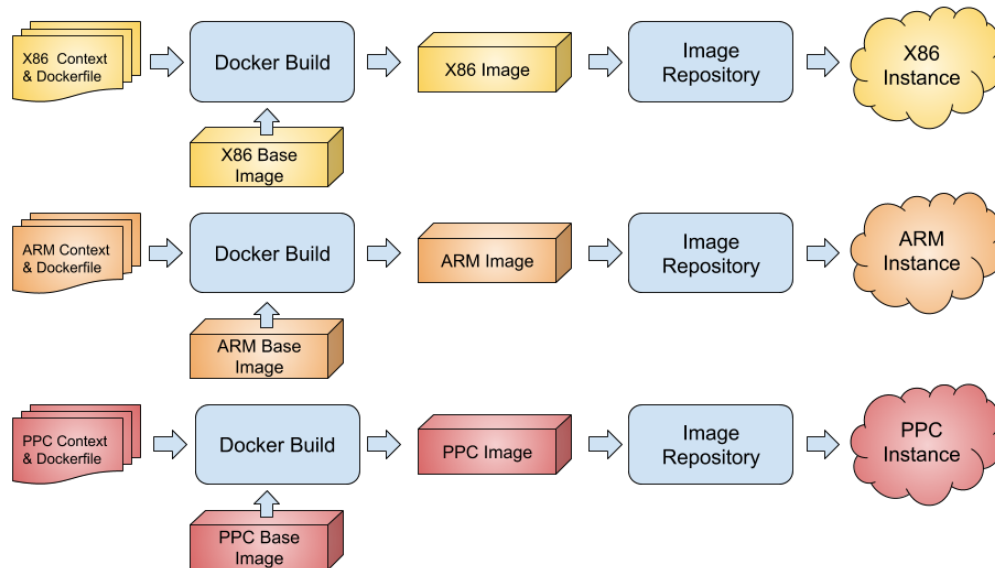 X86 Context
& Dockerfile
Docker Build
X86 Image
Image
Repository
X86
Instance
X86 Base
Image
ARM Context
& Dockerfile
Docker Build
ARM Image
Image
Repository
ARM
Instance
ARM Base
Image
PPC Context
& Dockerfile
Docker Build
PPC Image
Image
Repository
PPC
Instance
PPC Base
Image